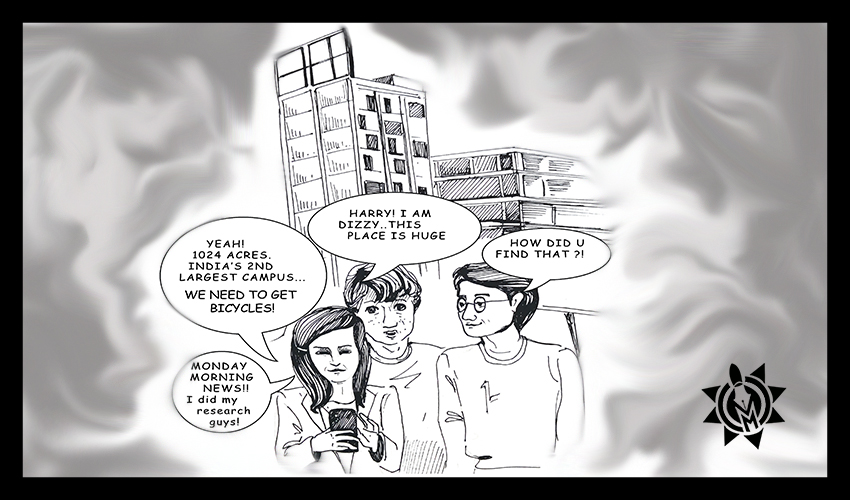 HARRY! I AM
DIZZY..THIS
PLACE IS HUGE
YEAH!
1024 ACRES.
INDIA'S 2ND
LARGEST CAMPUS...
WE NEED TO GET
BICYCLES!
HOW DID U
FIND THAT ?!
MONDAY
MORNING
NEWS!!
I did my
research
guys!